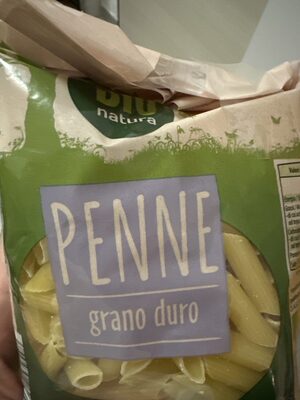 BIO
natura
PENNE
grano duro